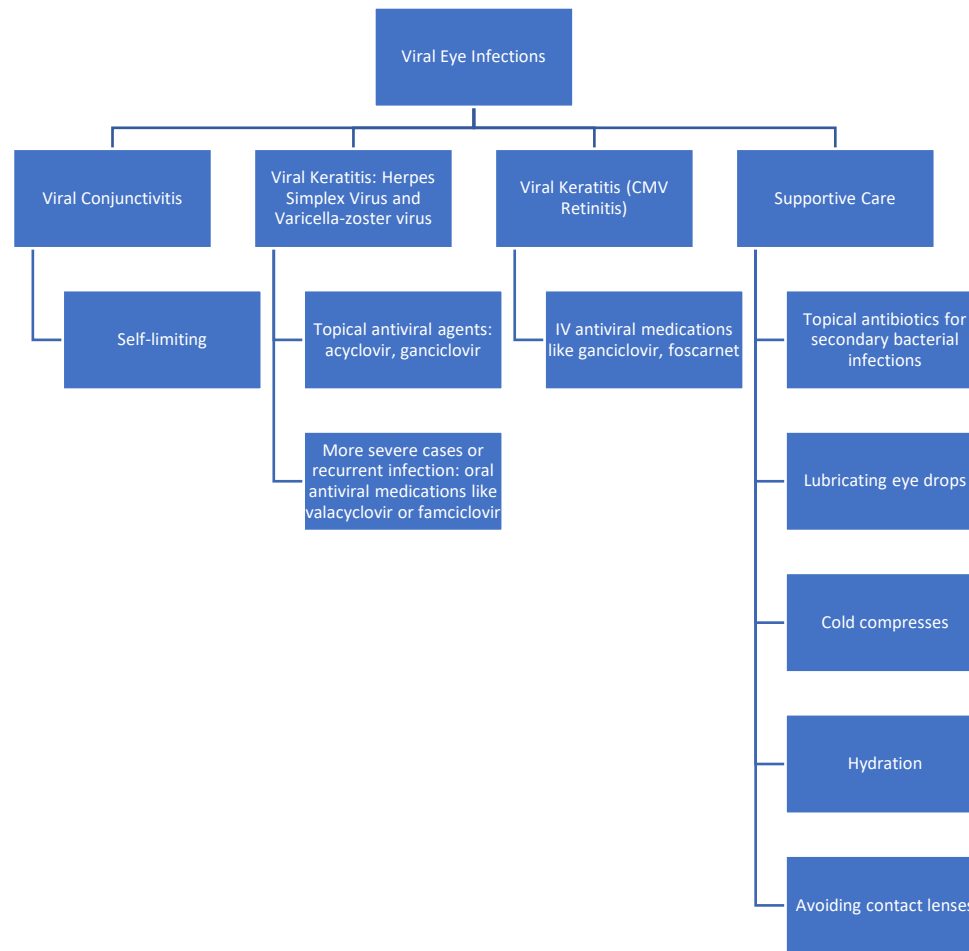 Viral Eye Infections
Viral Conjunctivitis
Viral Keratitis: Herpes
Simplex Virus and
Varicella-zoster virus
Viral Keratitis (CMV
Retinitis)
Supportive Care
Self-limiting
Topical antiviral agents:
acyclovir, ganciclovir
IV antiviral medications
like ganciclovir, foscarnet
Topical antibiotics for
secondary bacterial
infections
More severe cases or
recurrent infection: oral
antiviral medications like
valacyclovir or famciclovir
Lubricating eye drops
Cold compresses
Hydration
Avoiding contact lenses